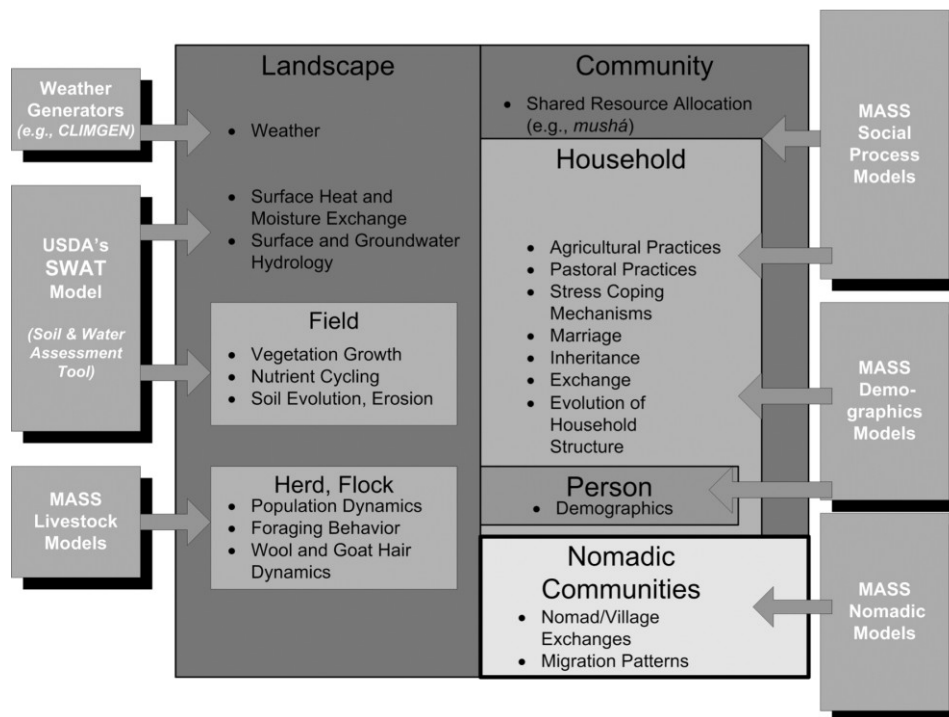 Weather
Generators
(e.g., CLIMGEN)
USDA's
SWAT
Model
(Soil & Water
Assessment
Tool)
MASS
Livestock
Models
Landscape
• Weather
• Surface Heat and
Moisture Exchange
• Surface and Groundwater
Hydrology
Field
• Vegetation Growth
• Nutrient Cycling
• Soil Evolution, Erosion
Herd, Flock
• Population Dynamics
• Foraging Behavior
• Wool and Goat Hair
Dynamics
Community
• Shared Resource Allocation
(e.g., mushá)
Household
• Agricultural Practices
• Pastoral Practices
• Stress Coping
Mechanisms
• Marriage
• Inheritance
• Exchange
• Evolution of
Household
Structure
Person
• Demographics
Nomadic
Communities
• Nomad/Village
Exchanges
• Migration Patterns
MASS
Social
Process
Models
MASS
Demo-
graphics
Models
MASS
Nomadic
Models